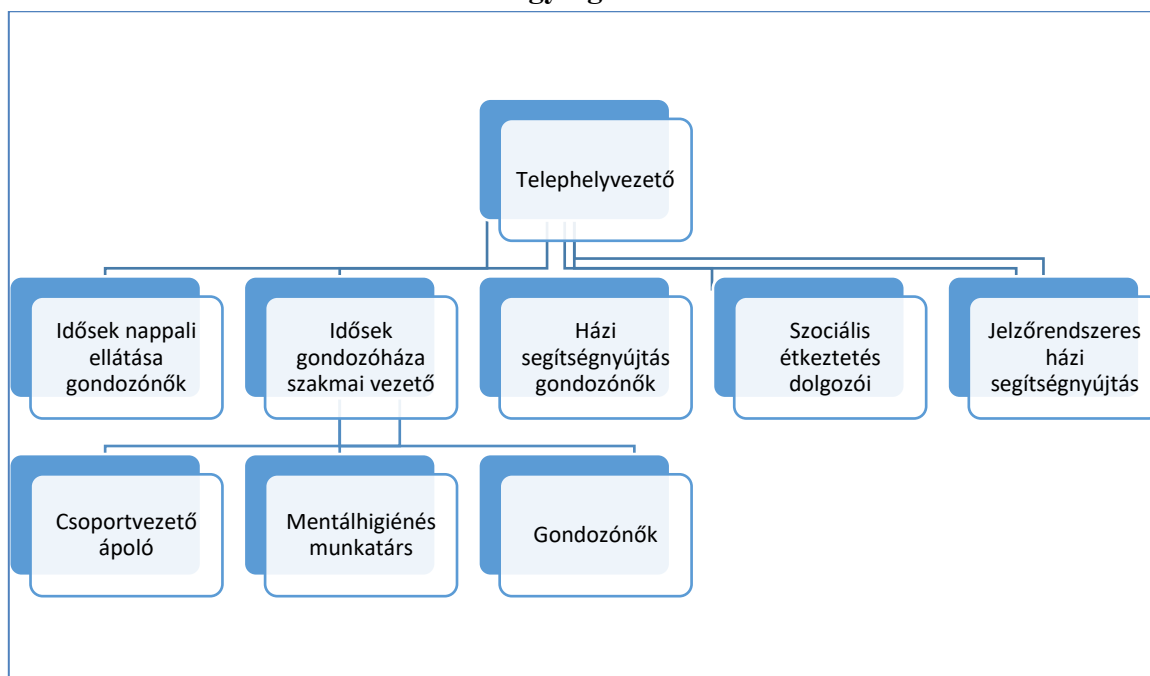 Telephelyvezető
Idősek nappali
ellátása
gondozónők
Idősek
gondozóháza
szakmai vezető
Házi
segítségnyújtás
gondozónők
Szociális
étkeztetés
dolgozói
Jelzőrendszeres
házi
segítségnyújtás
Csoportvezető
ápoló
Mentálhigiénés
munkatárs
Gondozónők